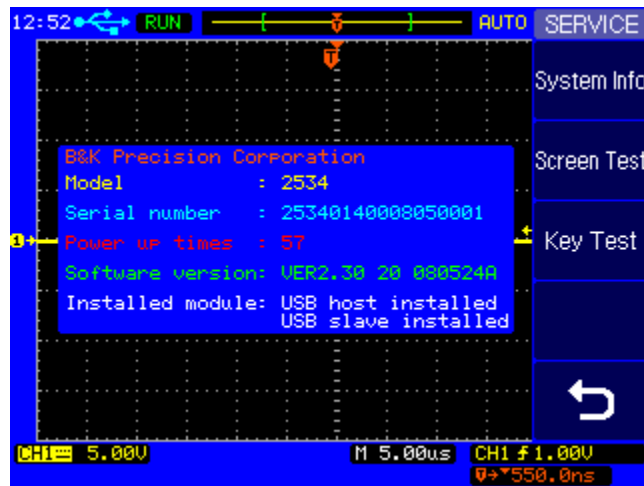 12:52 RUN AUTO SERVICE
T
System Info
B&K Precision Corporation
Model : 2534
Screen Test
Serial number : 25340140008050001
1 Power up times : 57
Key Test
Software version: VER2.30 20 080524A
Installed module: USB host installed
USB slave installed
CH1 5.00V M 5.00us CH1 1.00V
550.0ns